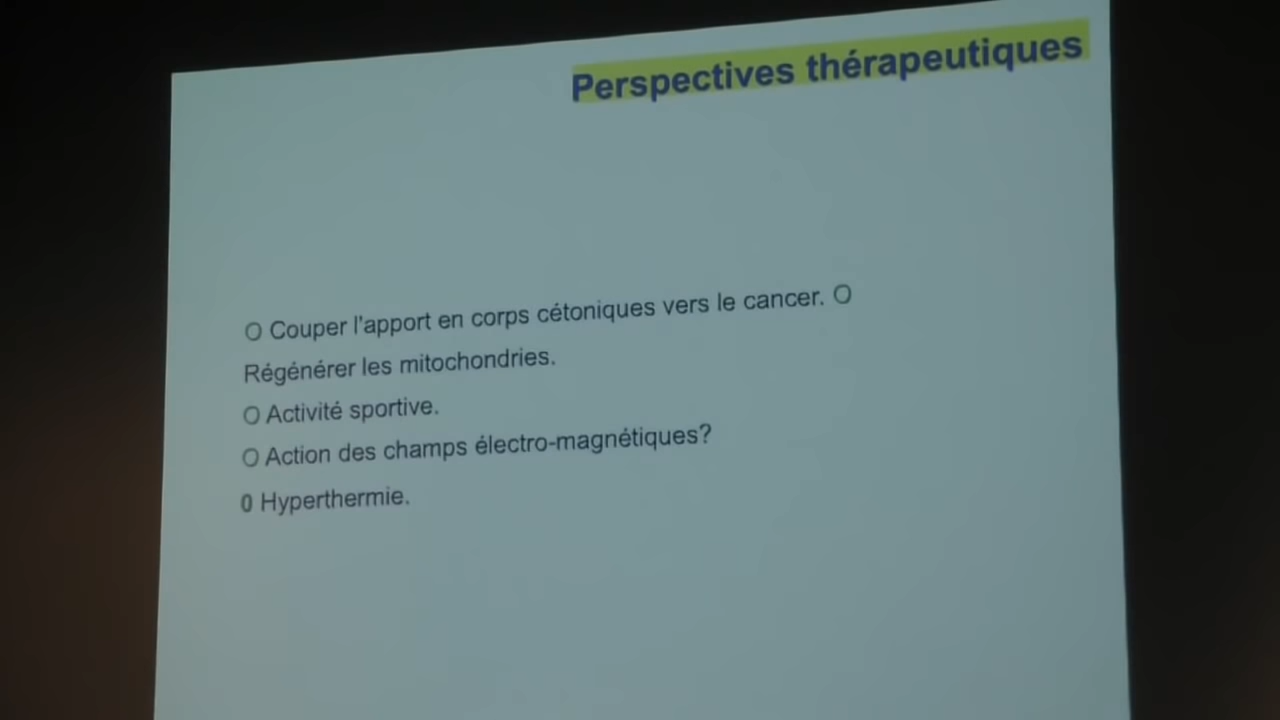 Perspectives thérapeutiques
O Couper l'apport en corps cétoniques vers le cancer. O
Régénérer les mitochondries.
O Activité sportive.
O Action des champs électro-magnétiques?
0 Hyperthermie.